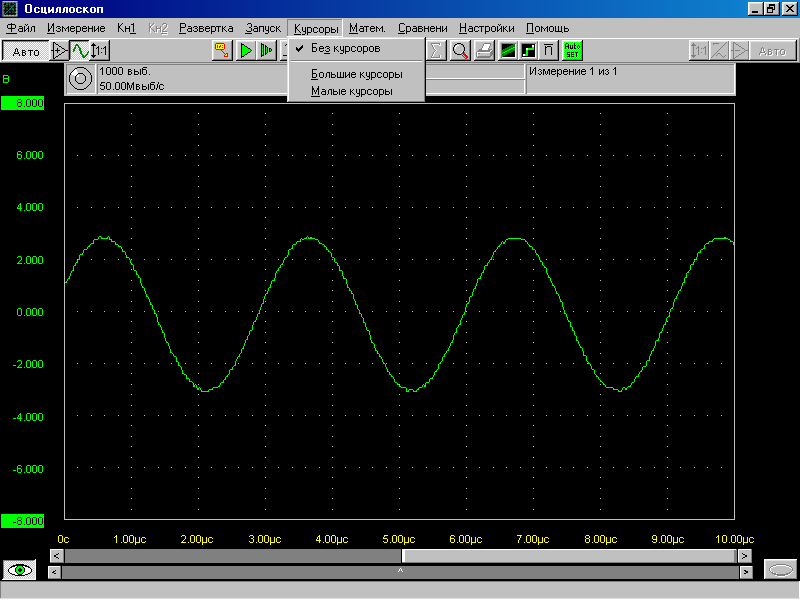 Осциллоскоп
Файл Измерение Кн1 Кн2 Развертка Запуск Курсоры Матем. Сравнени Настройки Помощь
Авто 1:1 Auto SET 1:1 Авто
Без курсоров
Большие курсоры
Малые курсоры
В
1000 выб.
50.00Mвыб/с
Измерение 1 из 1
8.000
6.000
4.000
2.000
0.000
-2.000
-4.000
-6.000
-8.000
0с 1.00µс 2.00µс 3.00µс 4.00µс 5.00µс 6.00µс 7.00µс 8.00µс 9.00µс 10.00µс